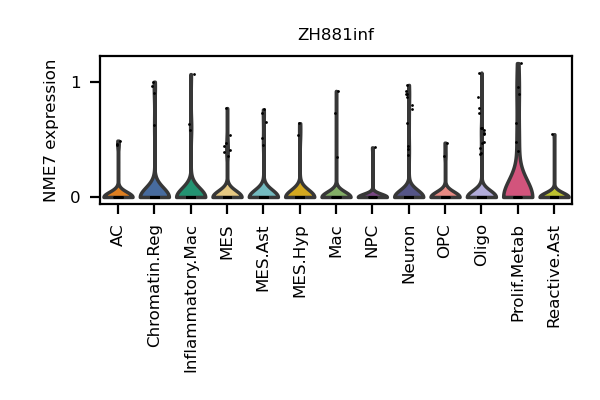 ZH881inf
NME7 expression
1
0
AC
Chromatin.Reg
Inflammatory.Mac
MES
MES.Ast
MES.Hyp
Mac
NPC
Neuron
OPC
Oligo
Prolif.Metab
Reactive.Ast